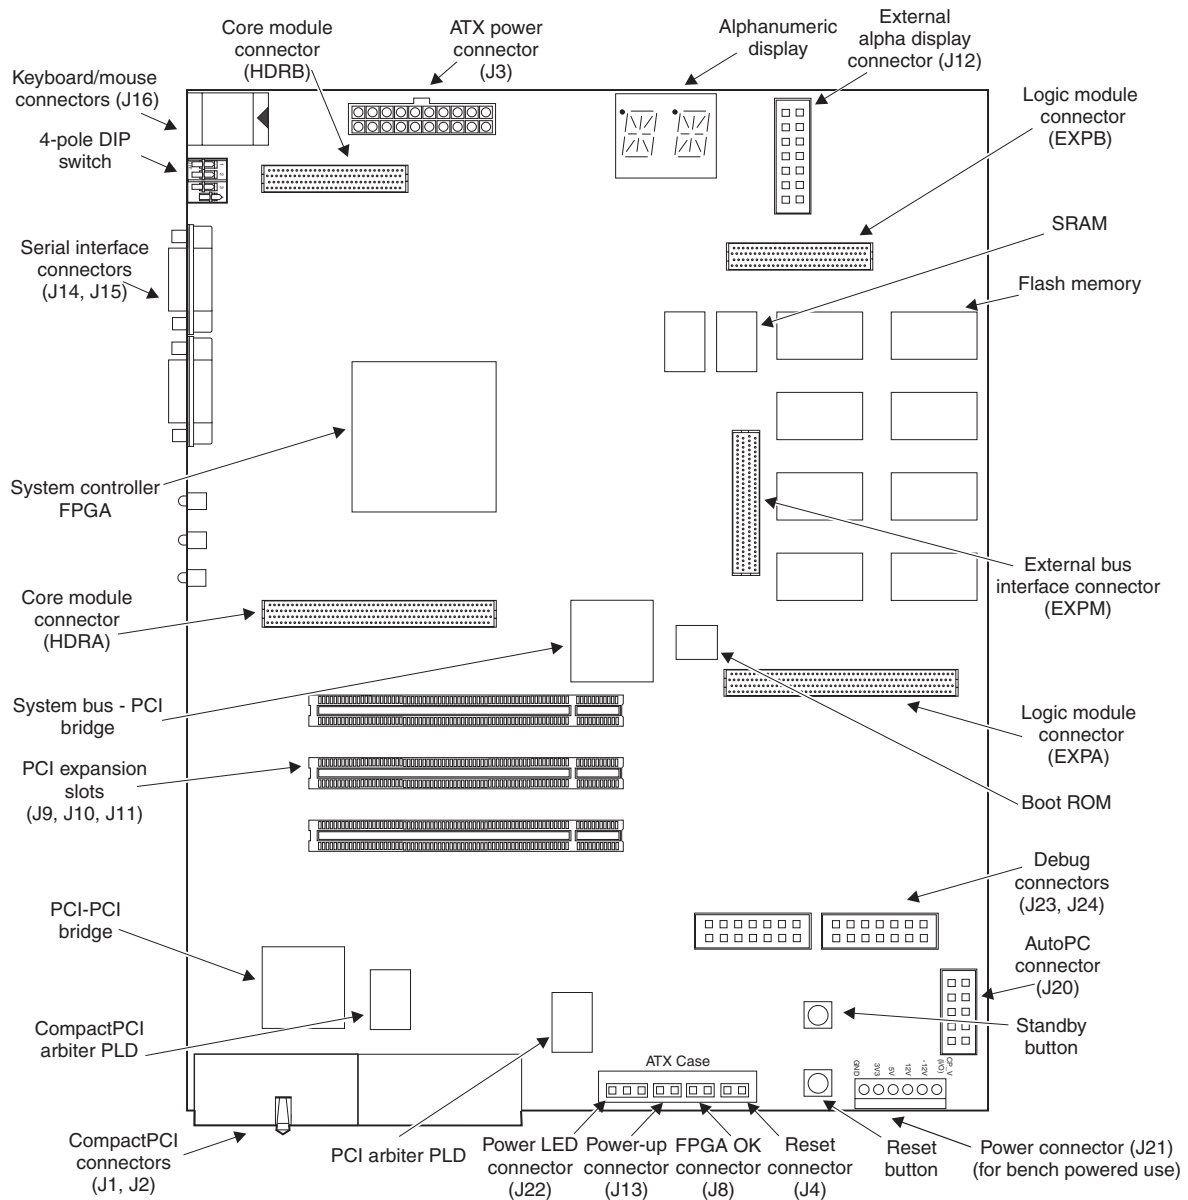 Core module
connector
(HDRB)
ATX power
connector
(J3)
Alphanumeric
display
External
alpha display
connector (J12)
Keyboard/mouse
connectors (J16)
4-pole DIP
switch
Logic module
connector
(EXPB)
Serial interface
connectors
(J14, J15)
SRAM
Flash memory
System controller
FPGA
External bus
interface connector
(EXPM)
Core module
connector
(HDRA)
System bus - PCI
bridge
Logic module
connector
(EXPA)
PCI expansion
slots
(J9, J10, J11)
Boot ROM
Debug
connectors
(J23, J24)
PCI-PCI
bridge
AutoPC
connector
(J20)
CompactPCI
arbiter PLD
Standby
button
ATX Case
GND
3V3
5V
12V
-12V
CP_V
(I/O)
CompactPCI
connectors
(J1, J2)
PCI arbiter PLD
Power LED
connector
(J22)
Power-up
connector
(J13)
FPGA OK
connector
(J8)
Reset
connector
(J4)
Reset
button
Power connector (J21)
(for bench powered use)